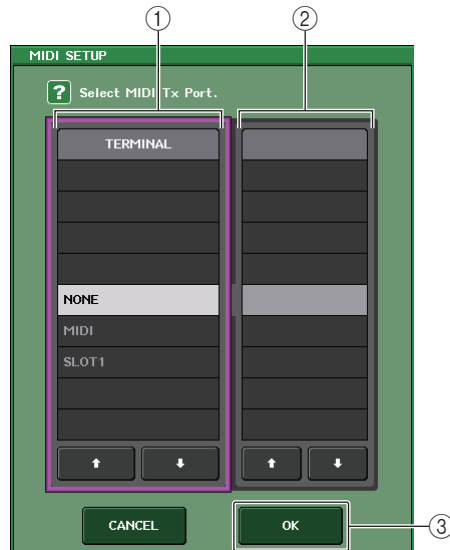 ① ②
MIDI SETUP
? Select MIDI Tx Port.
TERMINAL
NONE
MIDI
SLOT1
CANCEL OK ③